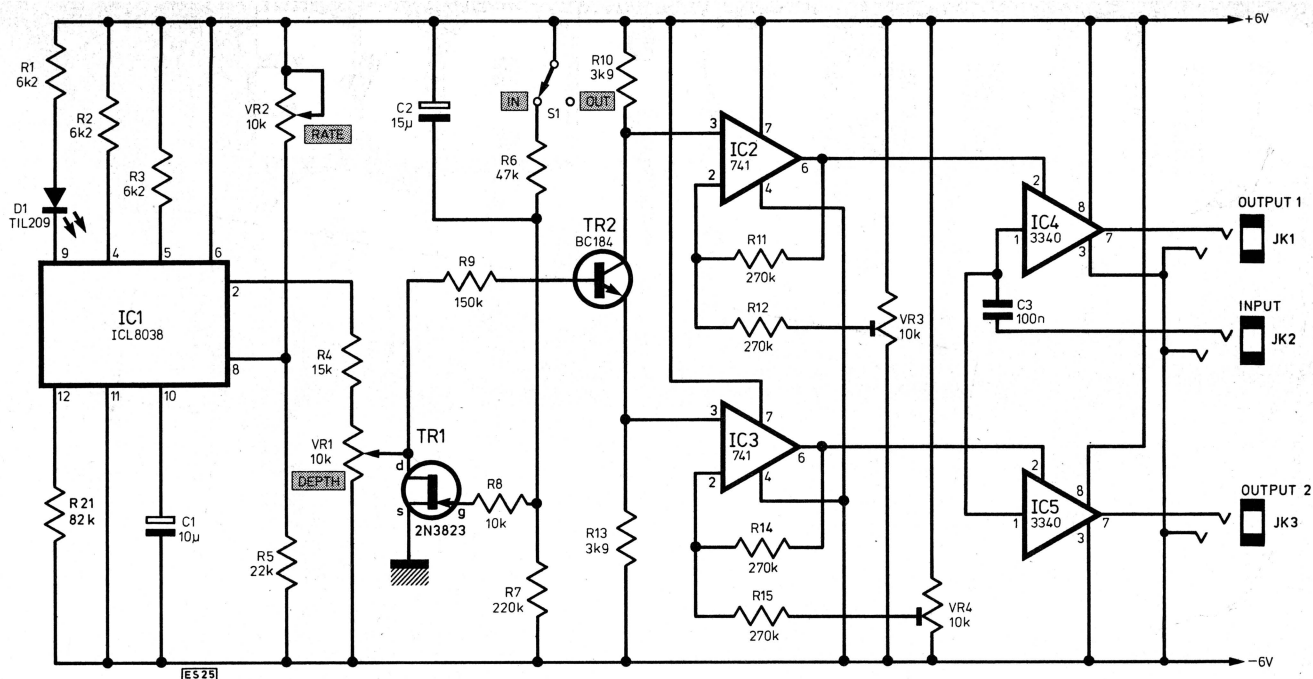 +6V
R1
6k2
R2
6k2
R3
6k2
VR2
10k
RATE
C2
15µ
IN
OUT
S1
R6
47k
R10
3k9
D1
TIL209
9
4
5
6
2
8
IC1
ICL8038
12
11
10
R4
15k
VR1
10k
DEPTH
R21
82k
C1
10µ
R5
22k
R9
150k
TR1
d
s
g
2N3823
R8
10k
R7
220k
TR2
BC184
R13
3k9
3
7
IC2
741
6
2
4
R11
270k
R12
270k
VR3
10k
3
7
IC3
741
6
2
4
R14
270k
R15
270k
VR4
10k
2
8
IC4
3340
1
7
3
C3
100n
2
8
IC5
3340
1
7
3
OUTPUT 1
JK1
INPUT
JK2
OUTPUT 2
JK3
−6V
ES25